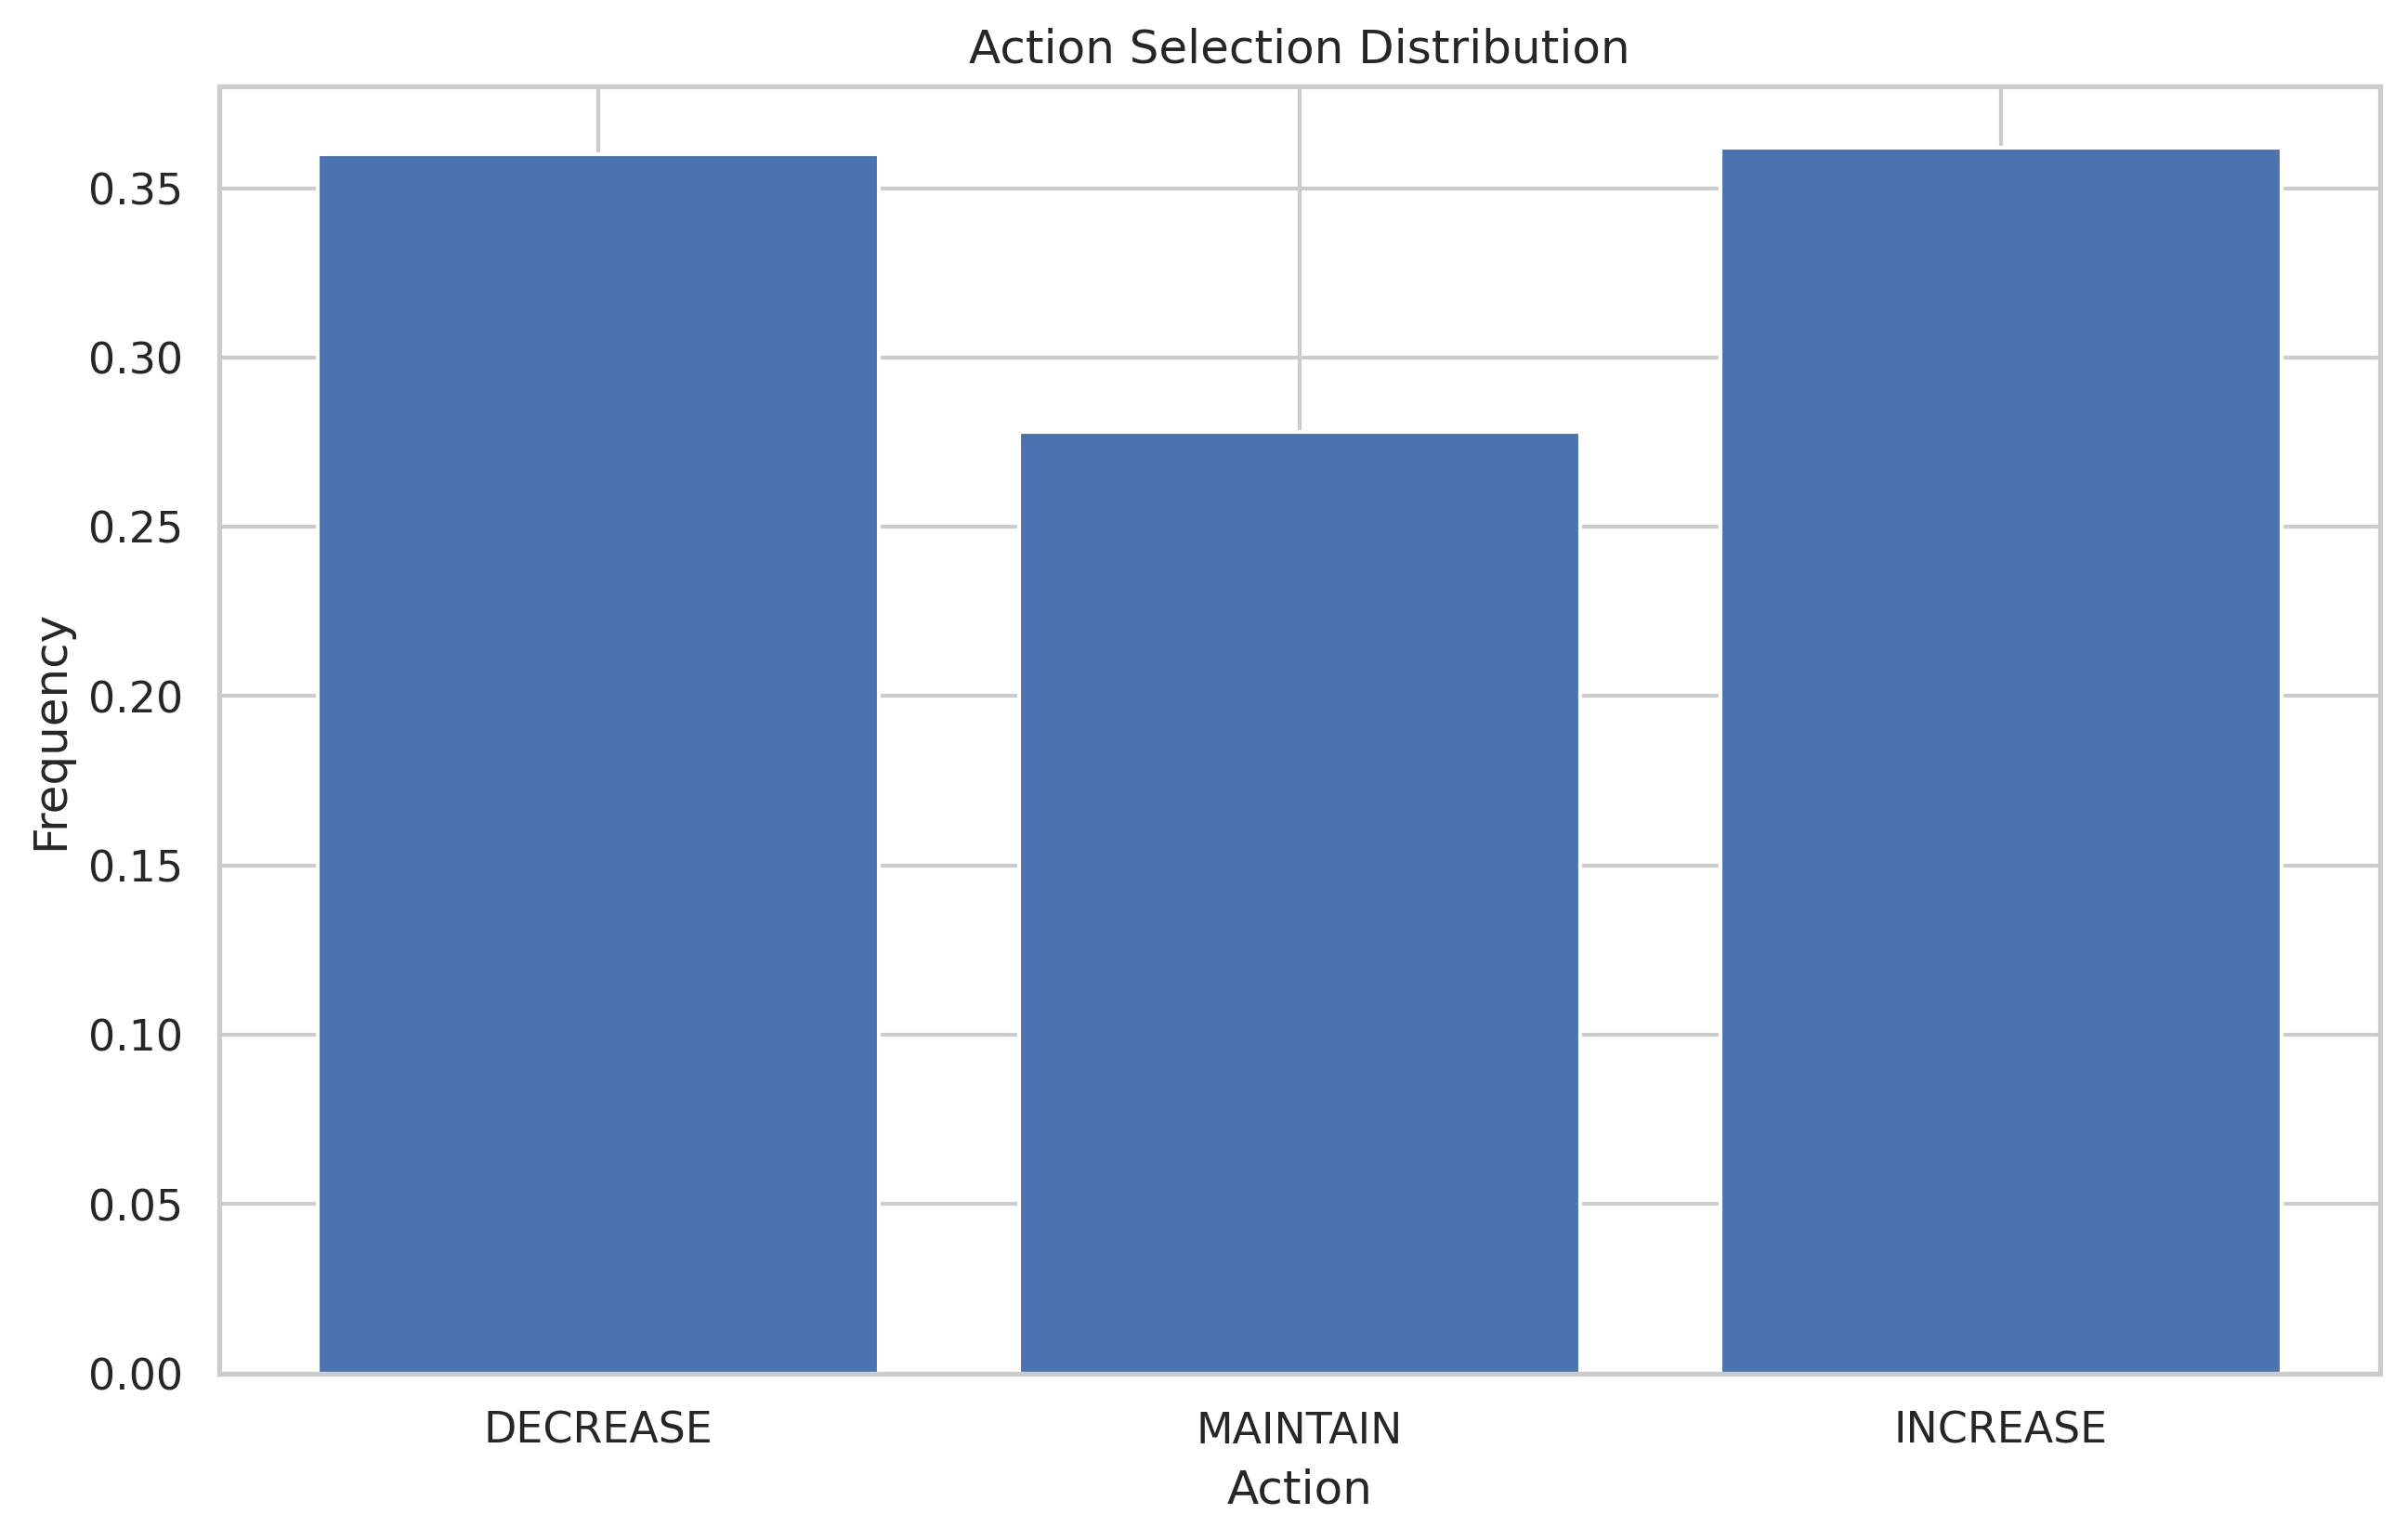 Action Selection Distribution
0.35
0.30
0.25
0.20
0.15
0.10
0.05
0.00
Frequency
DECREASE MAINTAIN INCREASE
Action